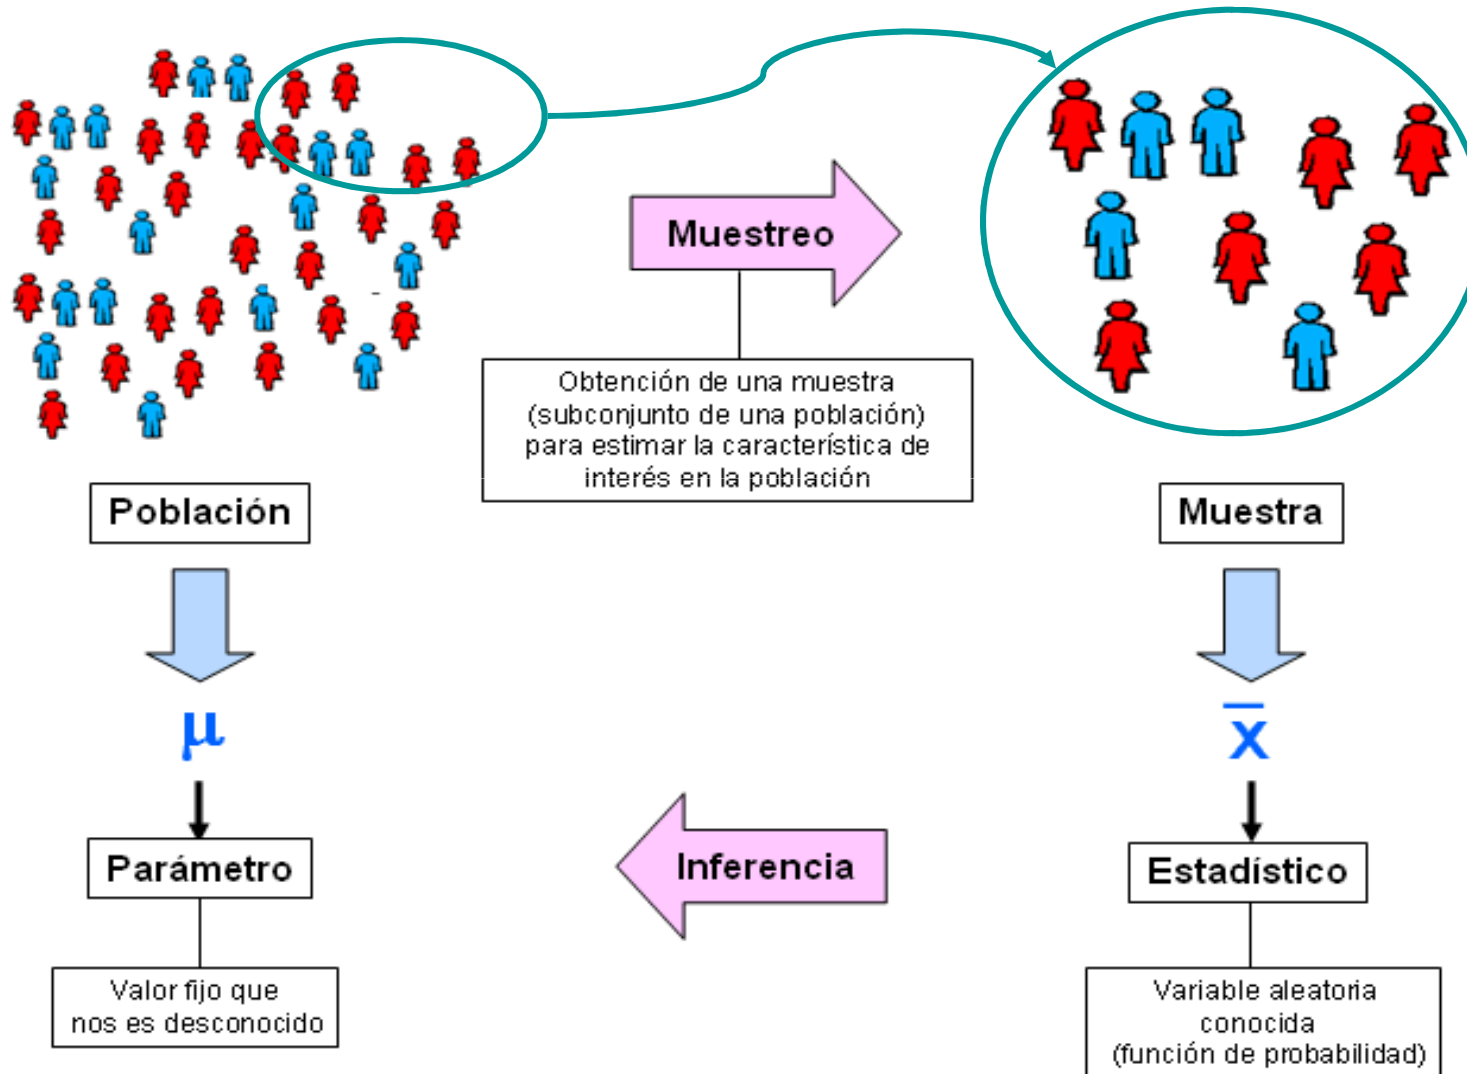 Muestreo
Obtención de una muestra
(subconjunto de una población)
para estimar la característica de
interés en la población
Población
Muestra
μ
x̄
Parámetro
Inferencia
Estadístico
Valor fijo que
nos es desconocido
Variable aleatoria
conocida
(función de probabilidad)